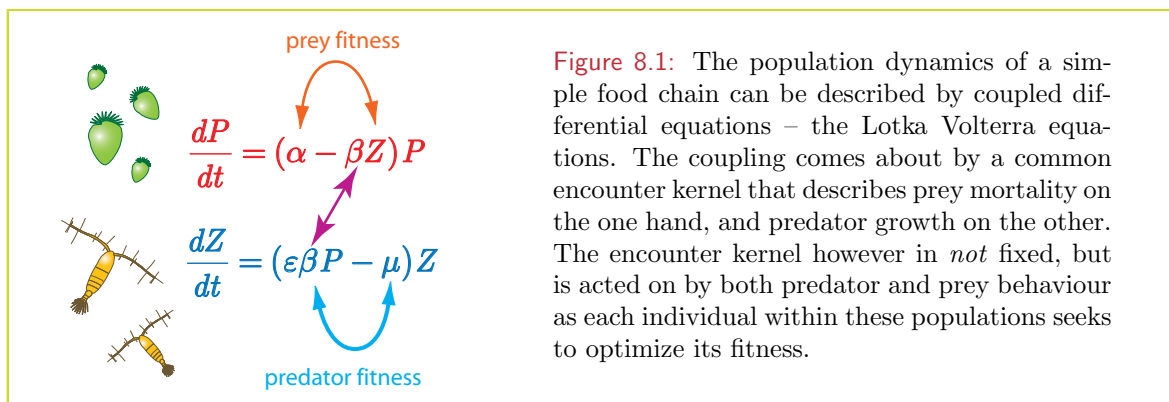 prey fitness
dP/dt = (α − βZ) P
dZ/dt = (εβP − μ) Z
predator fitness
Figure 8.1: The population dynamics of a sim-
ple food chain can be described by coupled dif-
ferential equations – the Lotka Volterra equa-
tions. The coupling comes about by a common
encounter kernel that describes prey mortality on
the one hand, and predator growth on the other.
The encounter kernel however in not fixed, but
is acted on by both predator and prey behaviour
as each individual within these populations seeks
to optimize its fitness.